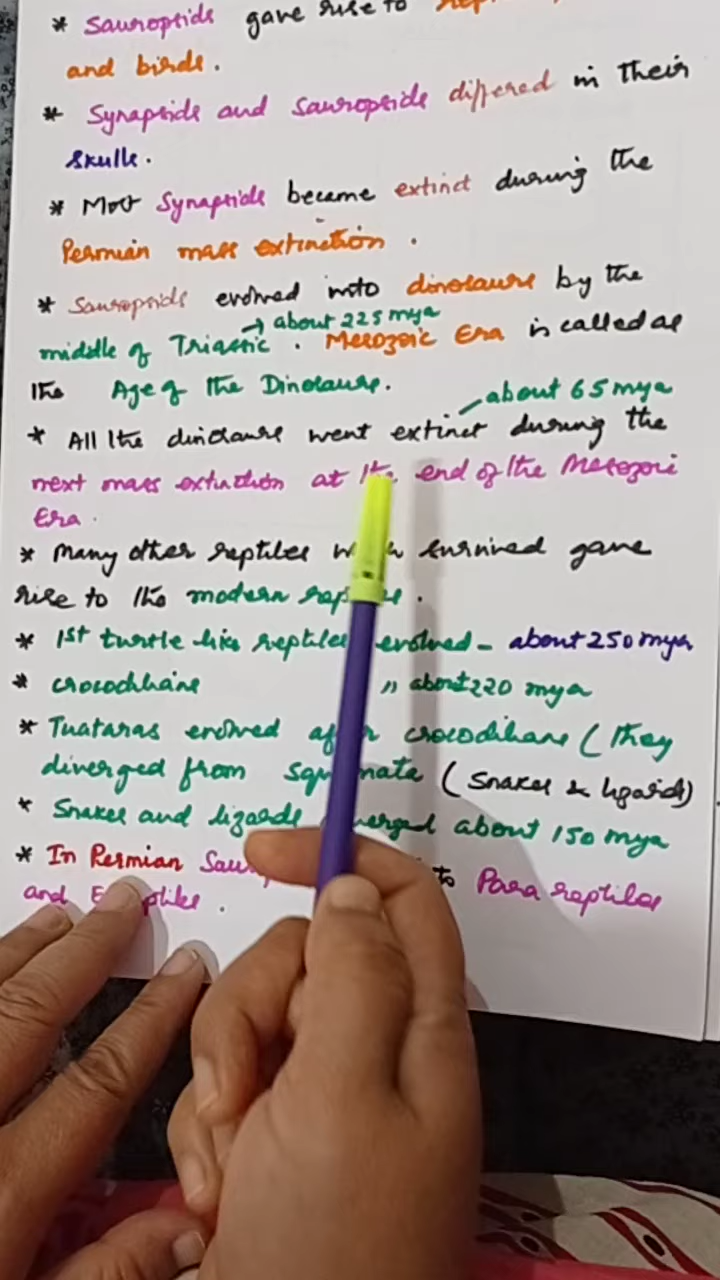 * Sauropsids gave rise to
and birds.
* Synapsids and Sauropsids differed in their
skulls.
* Most Synapsids became extinct during the
Permian mass extinction .
* Sauropsids evolved into dinosaurs by the
→ about 225 mya
middle of Triassic . Mesozoic Era is called as
the Age of the Dinosaurs.
about 65 mya
* All the dinosaurs went extinct during the
next mass extinction at the end of the Mesozoic
Era .
* Many other reptiles survived gave
rise to the modern .
* 1st turtle like reptiles evolved - about 250 mya
* crocodilians " about 220 mya
* Tuataras evolved after crocodilians ( they
diverged from Squamata ( Snakes & lizards)
* Snakes and lizards about 150 mya
* In Permian to Para reptiles
and .